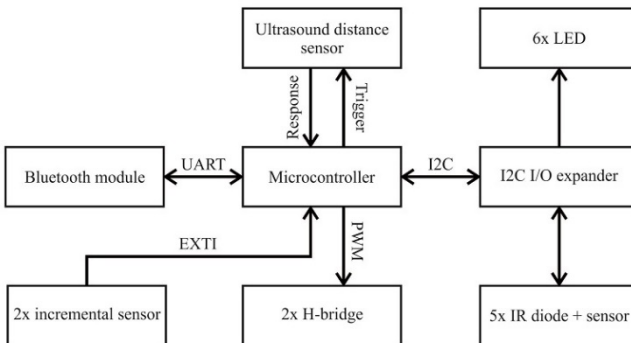 Ultrasound distance
sensor
6x LED
Response
Trigger
Bluetooth module
UART
Microcontroller
I2C
I2C I/O expander
EXTI
PWM
2x incremental sensor
2x H-bridge
5x IR diode + sensor